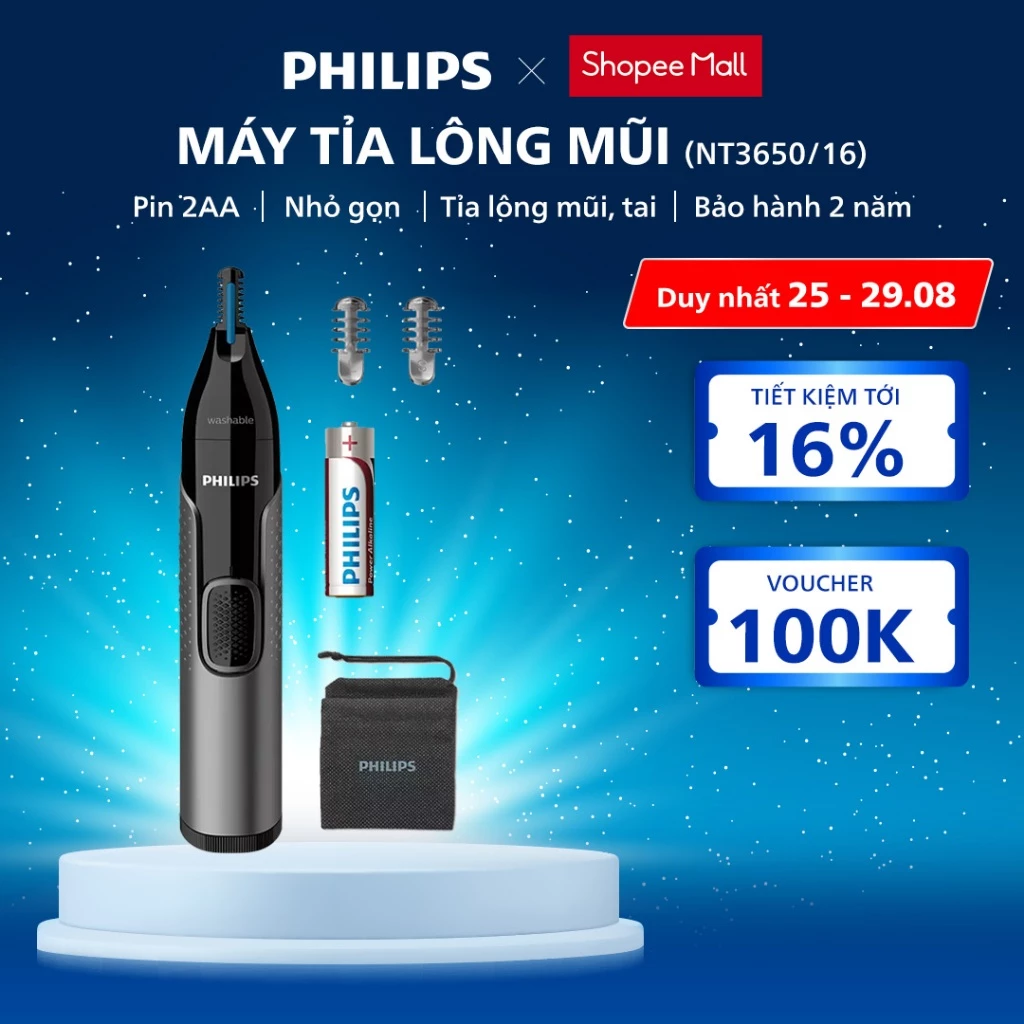 PHILIPS × Shopee Mall
MÁY TỈA LÔNG MŨI (NT3650/16)
Pin 2AA | Nhỏ gọn | Tỉa lộng mũi, tai | Bảo hành 2 năm
Duy nhất 25 - 29.08
TIẾT KIỆM TỚI
16%
VOUCHER
100K
washable
PHILIPS
+
PHILIPS
Power Alkaline
PHILIPS